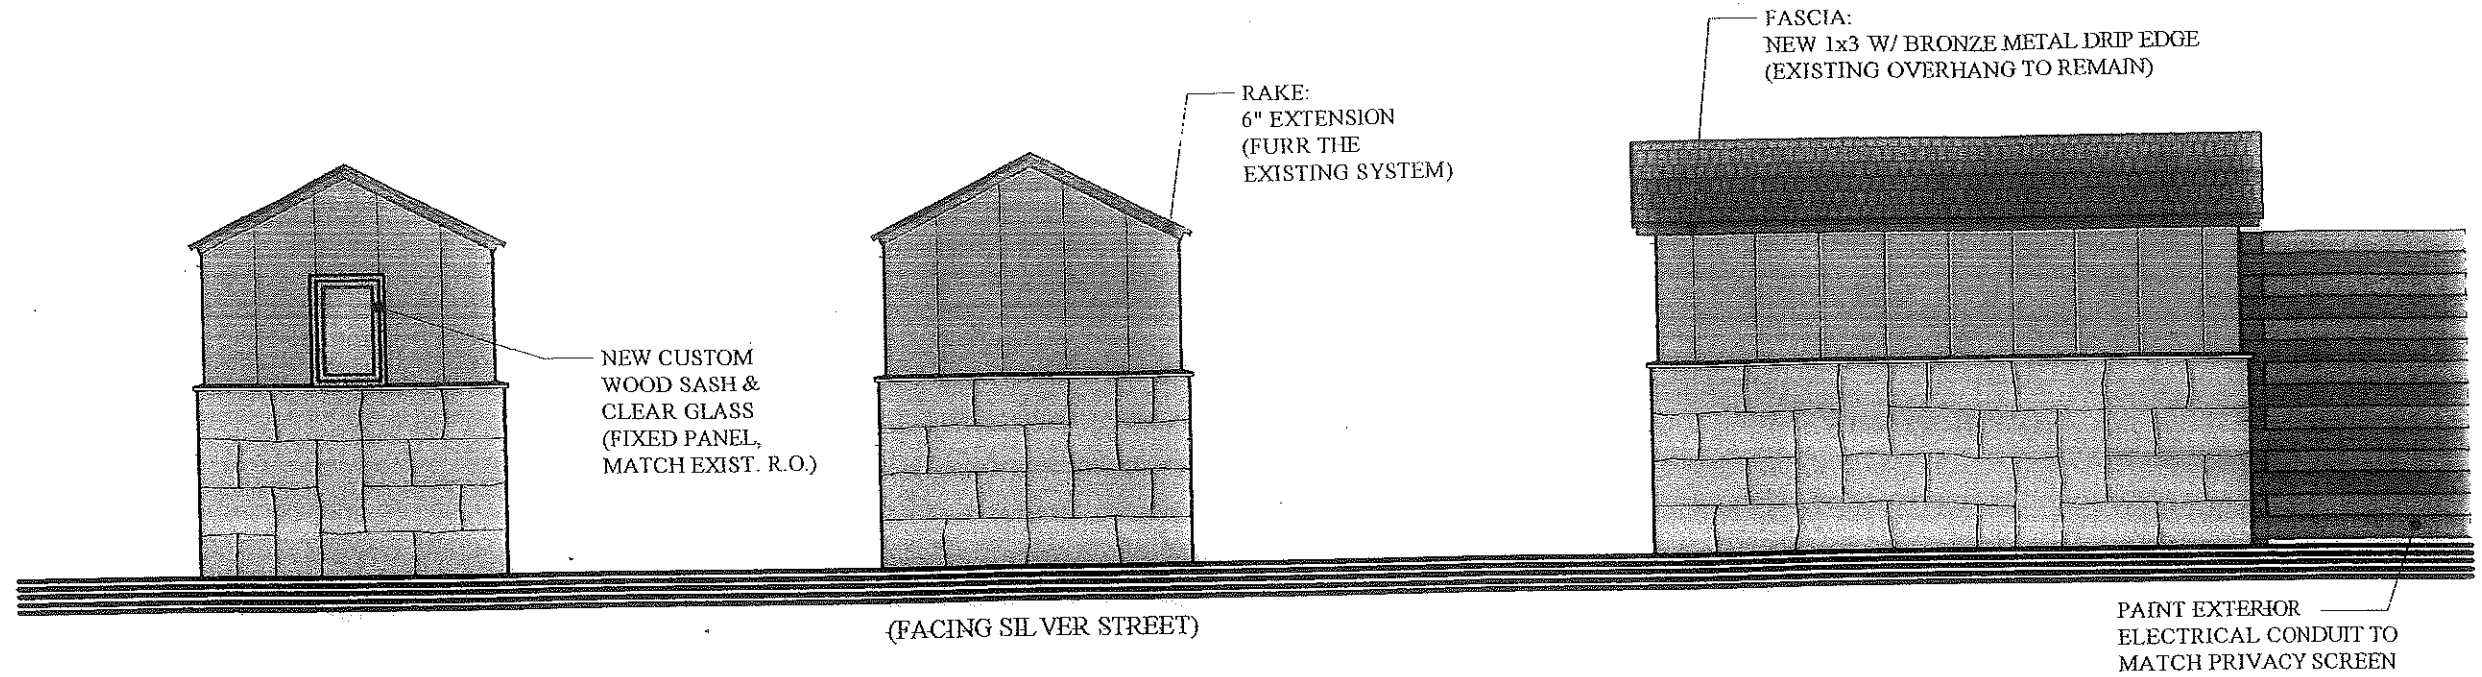 FASCIA:
NEW 1x3 W/ BRONZE METAL DRIP EDGE
(EXISTING OVERHANG TO REMAIN)
RAKE:
6" EXTENSION
(FURR THE
EXISTING SYSTEM)
NEW CUSTOM
WOOD SASH &
CLEAR GLASS
(FIXED PANEL,
MATCH EXIST. R.O.)
(FACING SILVER STREET)
PAINT EXTERIOR
ELECTRICAL CONDUIT TO
MATCH PRIVACY SCREEN